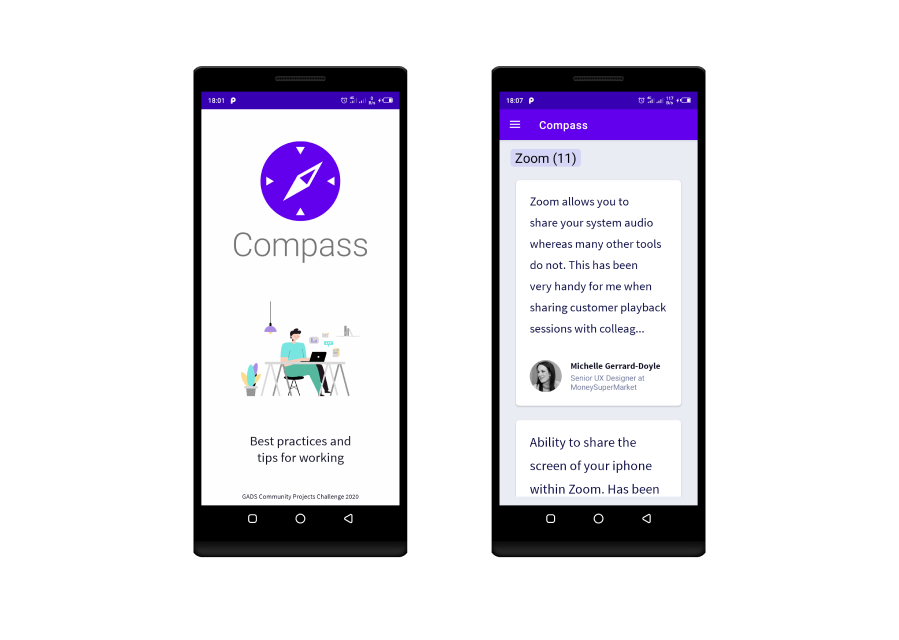 18:01
Compass
Best practices and
tips for working
GADS Community Projects Challenge 2020
18:07
Compass
Zoom (11)
Zoom allows you to
share your system audio
whereas many other tools
do not. This has been
very handy for me when
sharing customer playback
sessions with colleag...
Michelle Gerrard-Doyle
Senior UX Designer at
MoneySuperMarket
Ability to share the
screen of your iphone
within Zoom. Has been